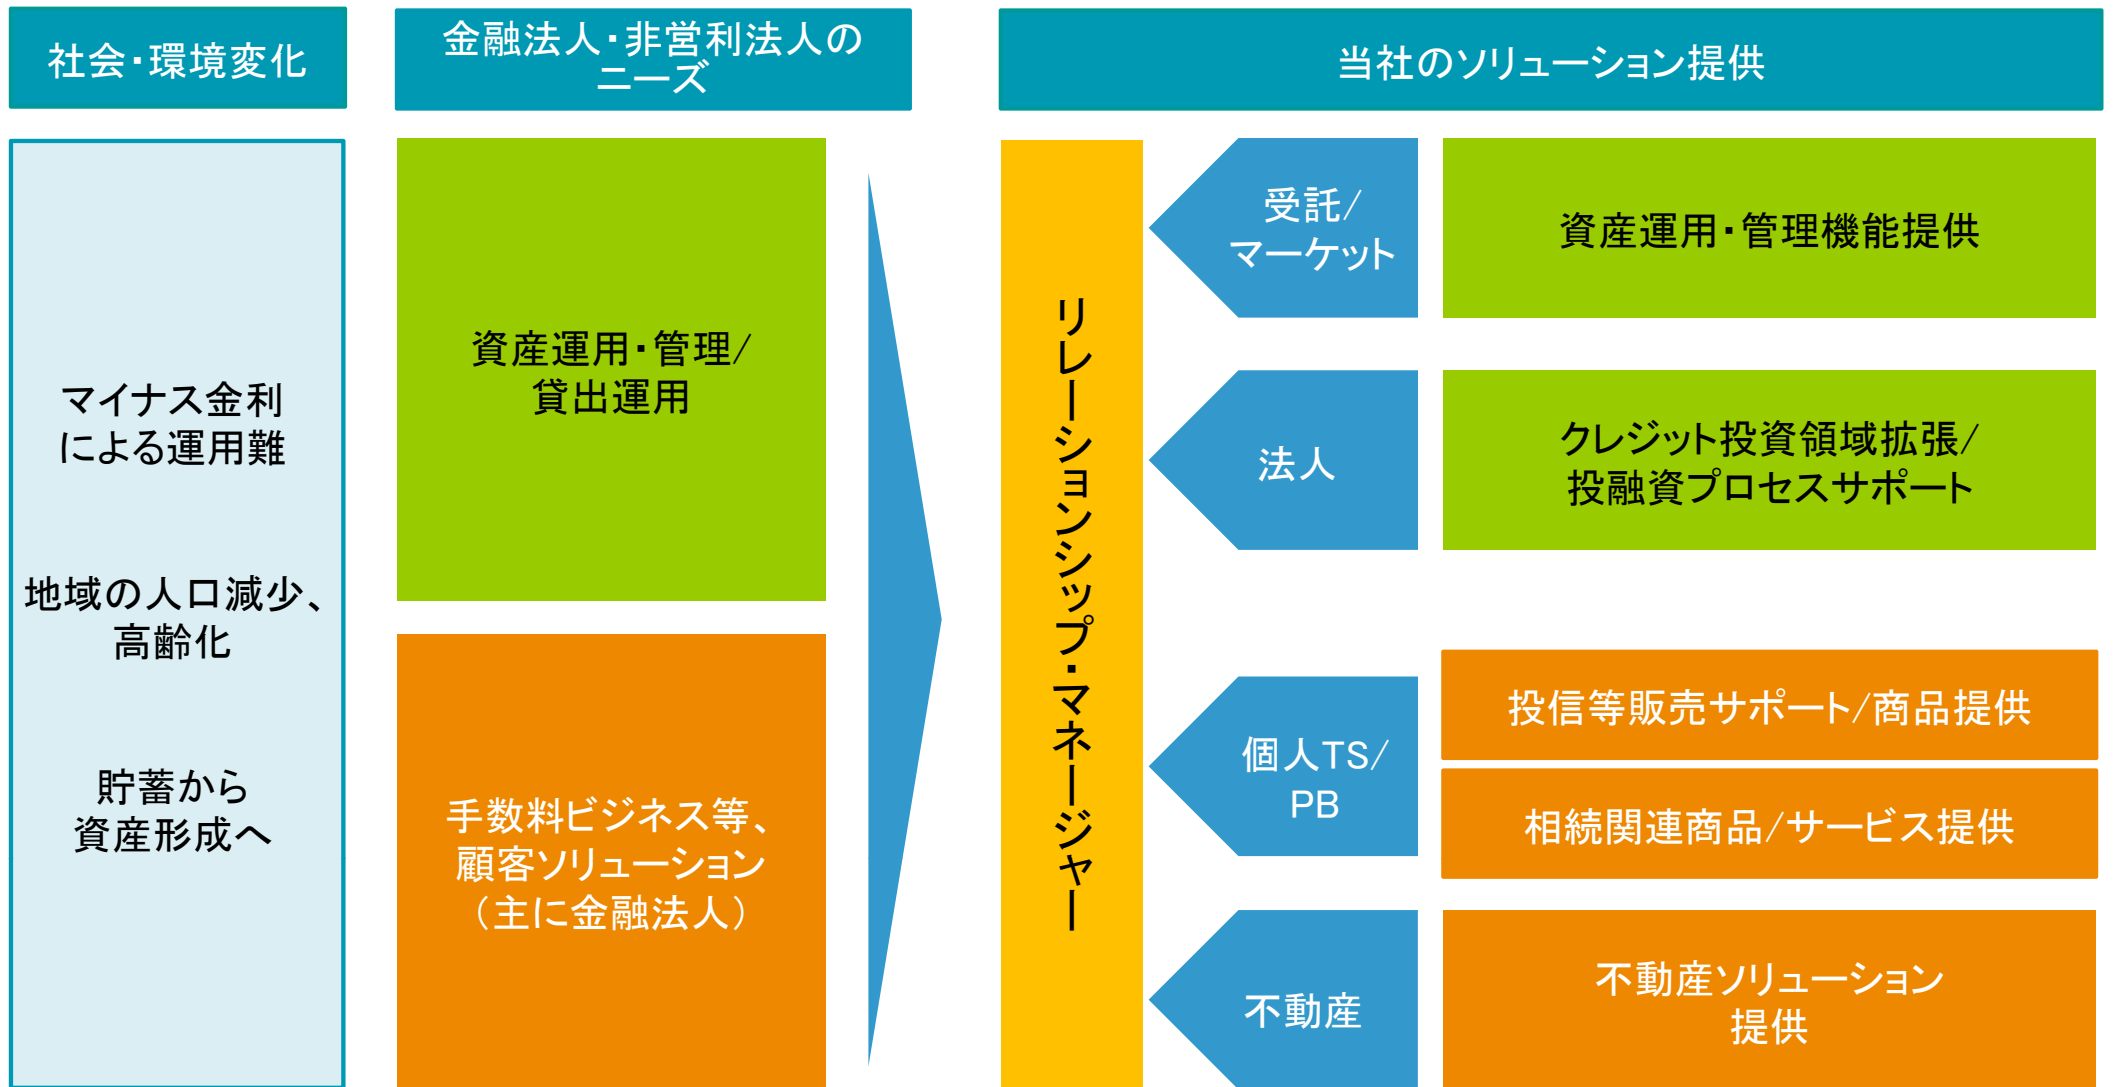 社会・環境変化
金融法人・非営利法人の
ニーズ
当社のソリューション提供
マイナス金利
による運用難
地域の人口減少、
高齢化
貯蓄から
資産形成へ
資産運用・管理/
貸出運用
手数料ビジネス等、
顧客ソリューション
（主に金融法人）
リレーションシップ・マネージャー
受託/
マーケット
資産運用・管理機能提供
法人
クレジット投資領域拡張/
投融資プロセスサポート
個人TS/
PB
投信等販売サポート/商品提供
相続関連商品/サービス提供
不動産
不動産ソリューション
提供